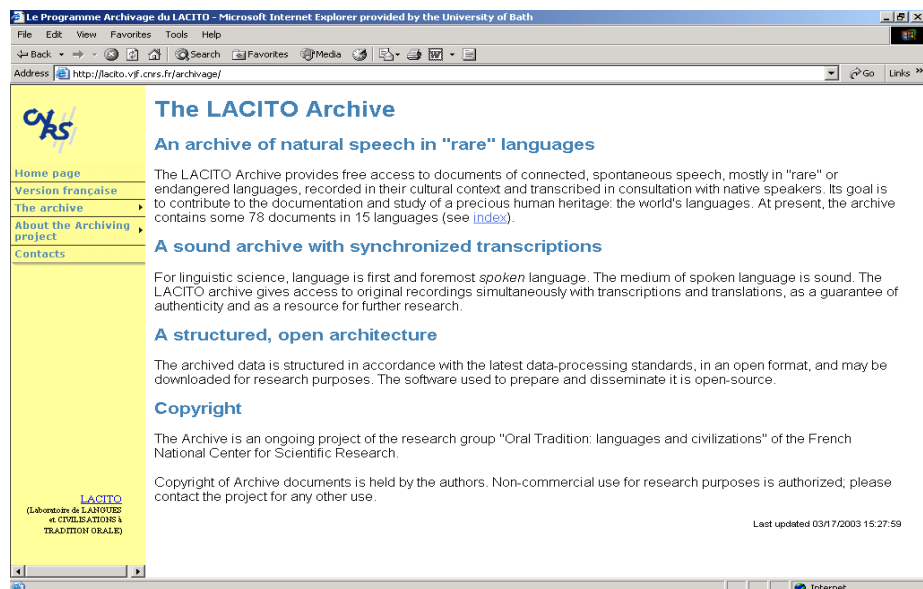 Le Programme Archivage du LACITO - Microsoft Internet Explorer provided by the University of Bath
File Edit View Favorites Tools Help
Back Search Favorites Media
Address http://lacito.vjf.cnrs.fr/archivage/ Go Links »
CNRS
Home page
Version française
The archive
About the Archiving
project
Contacts
LACITO
(Laboratoire de LANGUES
et CIVILISATIONS à
TRADITION ORALE)
The LACITO Archive
An archive of natural speech in "rare" languages
The LACITO Archive provides free access to documents of connected, spontaneous speech, mostly in "rare" or
endangered languages, recorded in their cultural context and transcribed in consultation with native speakers. Its goal is
to contribute to the documentation and study of a precious human heritage: the world's languages. At present, the archive
contains some 78 documents in 15 languages (see index).
A sound archive with synchronized transcriptions
For linguistic science, language is first and foremost spoken language. The medium of spoken language is sound. The
LACITO archive gives access to original recordings simultaneously with transcriptions and translations, as a guarantee of
authenticity and as a resource for further research.
A structured, open architecture
The archived data is structured in accordance with the latest data-processing standards, in an open format, and may be
downloaded for research purposes. The software used to prepare and disseminate it is open-source.
Copyright
The Archive is an ongoing project of the research group "Oral Tradition: languages and civilizations" of the French
National Center for Scientific Research.
Copyright of Archive documents is held by the authors. Non-commercial use for research purposes is authorized; please
contact the project for any other use.
Last updated 03/17/2003 15:27:59
Internet